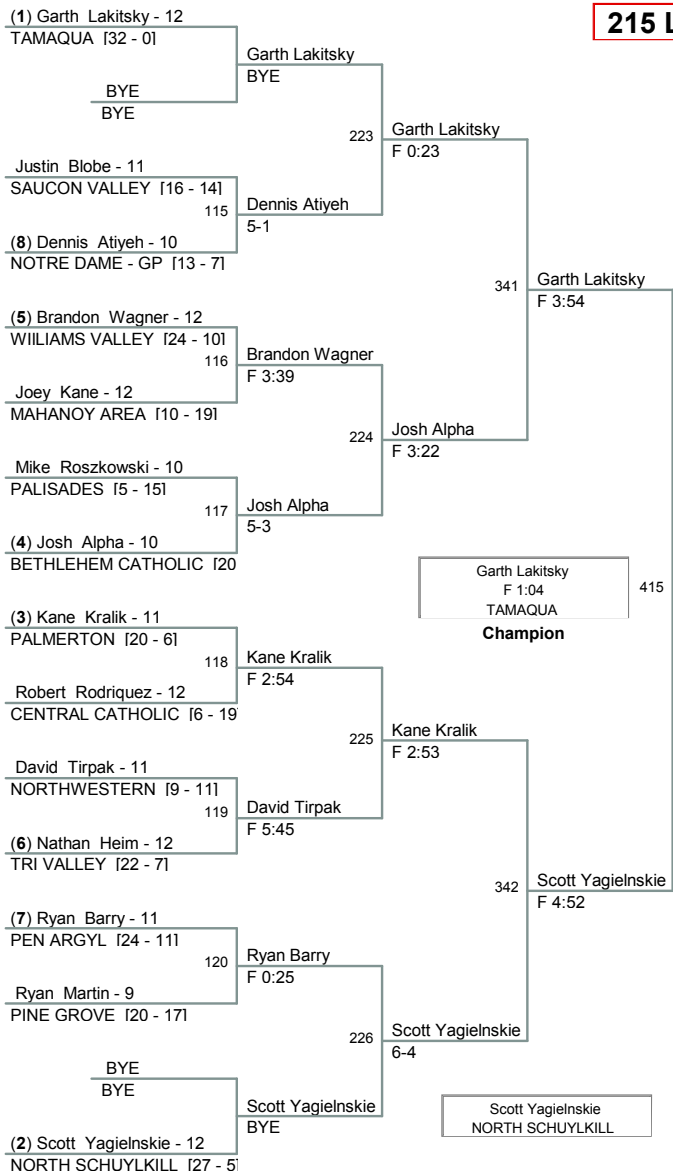 (1) Garth Lakitsky - 12
215 L
TAMAQUA [32 - 0]
Garth Lakitsky
BYE
BYE
BYE
223
Garth Lakitsky
F 0:23
Justin Blobe - 11
SAUCON VALLEY [16 - 14]
115
Dennis Atiyeh
5-1
(8) Dennis Atiyeh - 10
NOTRE DAME - GP [13 - 7]
341
Garth Lakitsky
F 3:54
(5) Brandon Wagner - 12
WIILIAMS VALLEY [24 - 10]
116
Brandon Wagner
F 3:39
Joey Kane - 12
MAHANOY AREA [10 - 19]
224
Josh Alpha
F 3:22
Mike Roszkowski - 10
PALISADES [5 - 15]
117
Josh Alpha
5-3
(4) Josh Alpha - 10
BETHLEHEM CATHOLIC [20
Garth Lakitsky
F 1:04
TAMAQUA
415
Champion
(3) Kane Kralik - 11
PALMERTON [20 - 6]
118
Kane Kralik
F 2:54
Robert Rodriquez - 12
CENTRAL CATHOLIC [6 - 19
225
Kane Kralik
F 2:53
David Tirpak - 11
NORTHWESTERN [9 - 11]
119
David Tirpak
F 5:45
(6) Nathan Heim - 12
TRI VALLEY [22 - 7]
342
Scott Yagielnskie
F 4:52
(7) Ryan Barry - 11
PEN ARGYL [24 - 11]
120
Ryan Barry
F 0:25
Ryan Martin - 9
PINE GROVE [20 - 17]
226
Scott Yagielnskie
6-4
BYE
BYE
Scott Yagielnskie
BYE
Scott Yagielnskie
NORTH SCHUYLKILL
(2) Scott Yagielnskie - 12
NORTH SCHUYLKILL [27 - 5]